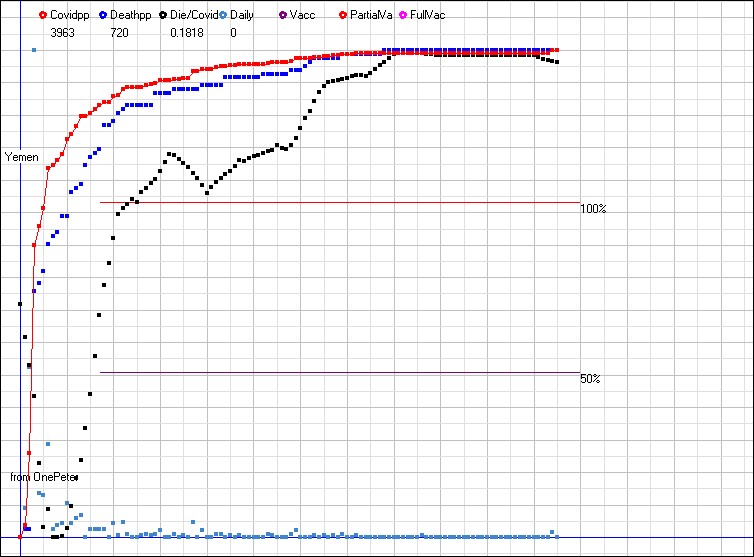 Covidpp Deathpp Die/Covid Daily Vacc PartialVa FullVac
3963 720 0.1818 0
Yemen
100%
50%
from OnePeter